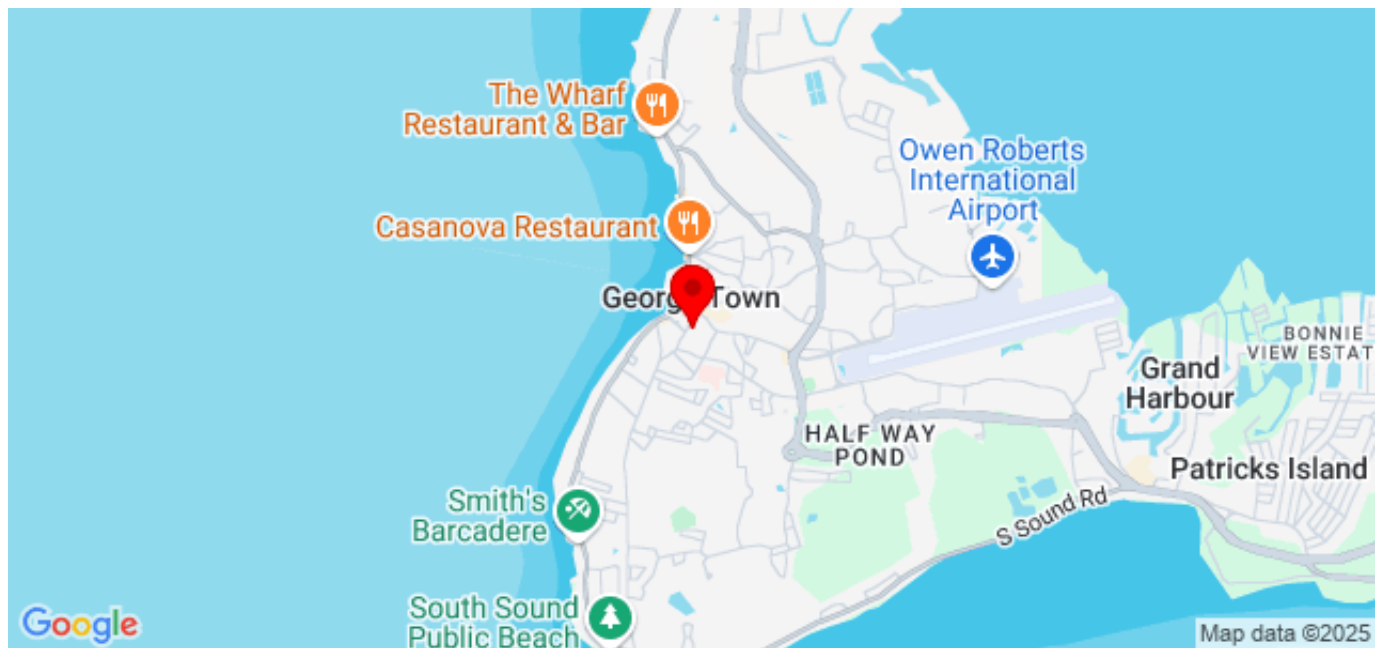 The Wharf
Restaurant & Bar
Owen Roberts
International
Airport
Casanova Restaurant
George Town
BONNIE
VIEW ESTAT
Grand
Harbour
HALF WAY
POND
Patricks Island
Smith's
Barcadere
S Sound Rd
South Sound
Public Beach
Google
Map data ©2025